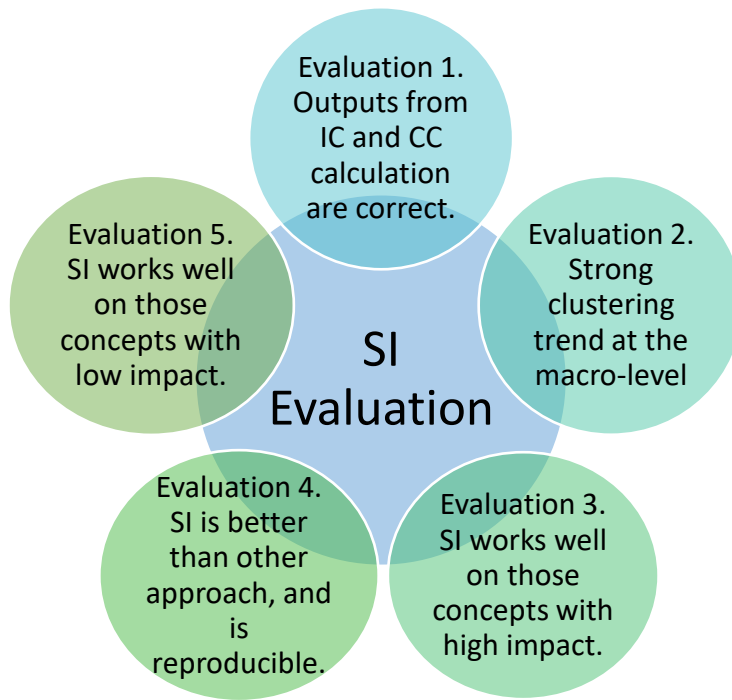 Evaluation 1.
Outputs from
IC and CC
calculation
are correct.
Evaluation 2.
Strong
clustering
trend at the
macro-level
Evaluation 3.
SI works well
on those
concepts with
high impact.
Evaluation 4.
SI is better
than other
approach, and
is
reproducible.
Evaluation 5.
SI works well
on those
concepts with
low impact.
SI
Evaluation